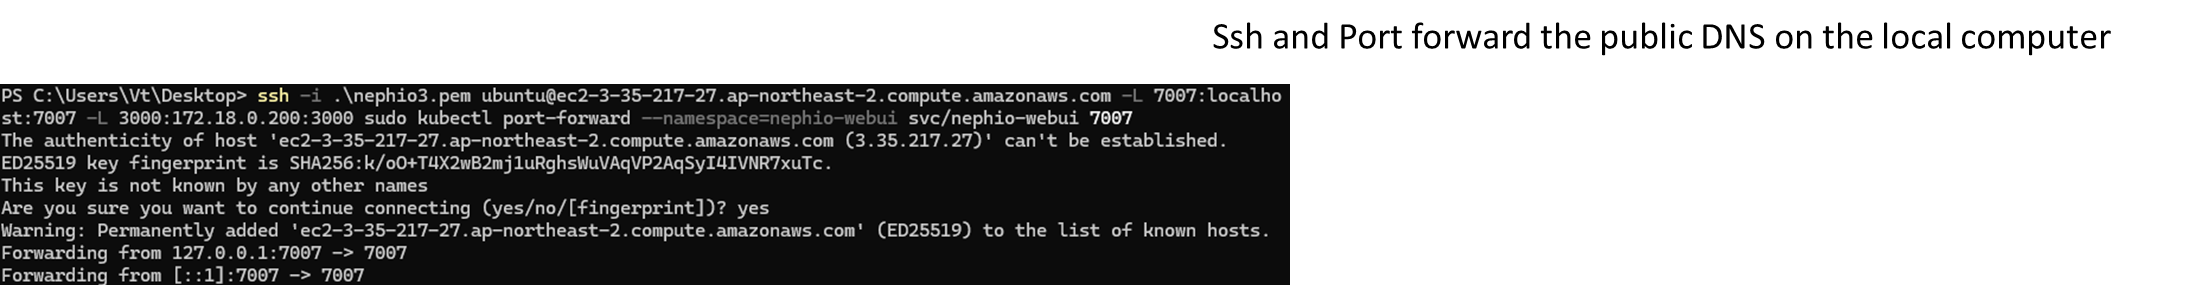 Ssh and Port forward the public DNS on the local computer
PS C:\Users\Vt\Desktop> ssh -i .\nephio3.pem ubuntu@ec2-3-35-217-27.ap-northeast-2.compute.amazonaws.com -L 7007:localho
st:7007 -L 3000:172.18.0.200:3000 sudo kubectl port-forward --namespace=nephio-webui svc/nephio-webui 7007
The authenticity of host 'ec2-3-35-217-27.ap-northeast-2.compute.amazonaws.com (3.35.217.27)' can't be established.
ED25519 key fingerprint is SHA256:k/oO+T4X2wB2mj1uRghsWuVAqVP2AqSyI4IVNR7xuTc.
This key is not known by any other names
Are you sure you want to continue connecting (yes/no/[fingerprint])? yes
Warning: Permanently added 'ec2-3-35-217-27.ap-northeast-2.compute.amazonaws.com' (ED25519) to the list of known hosts.
Forwarding from 127.0.0.1:7007 -> 7007
Forwarding from [::1]:7007 -> 7007